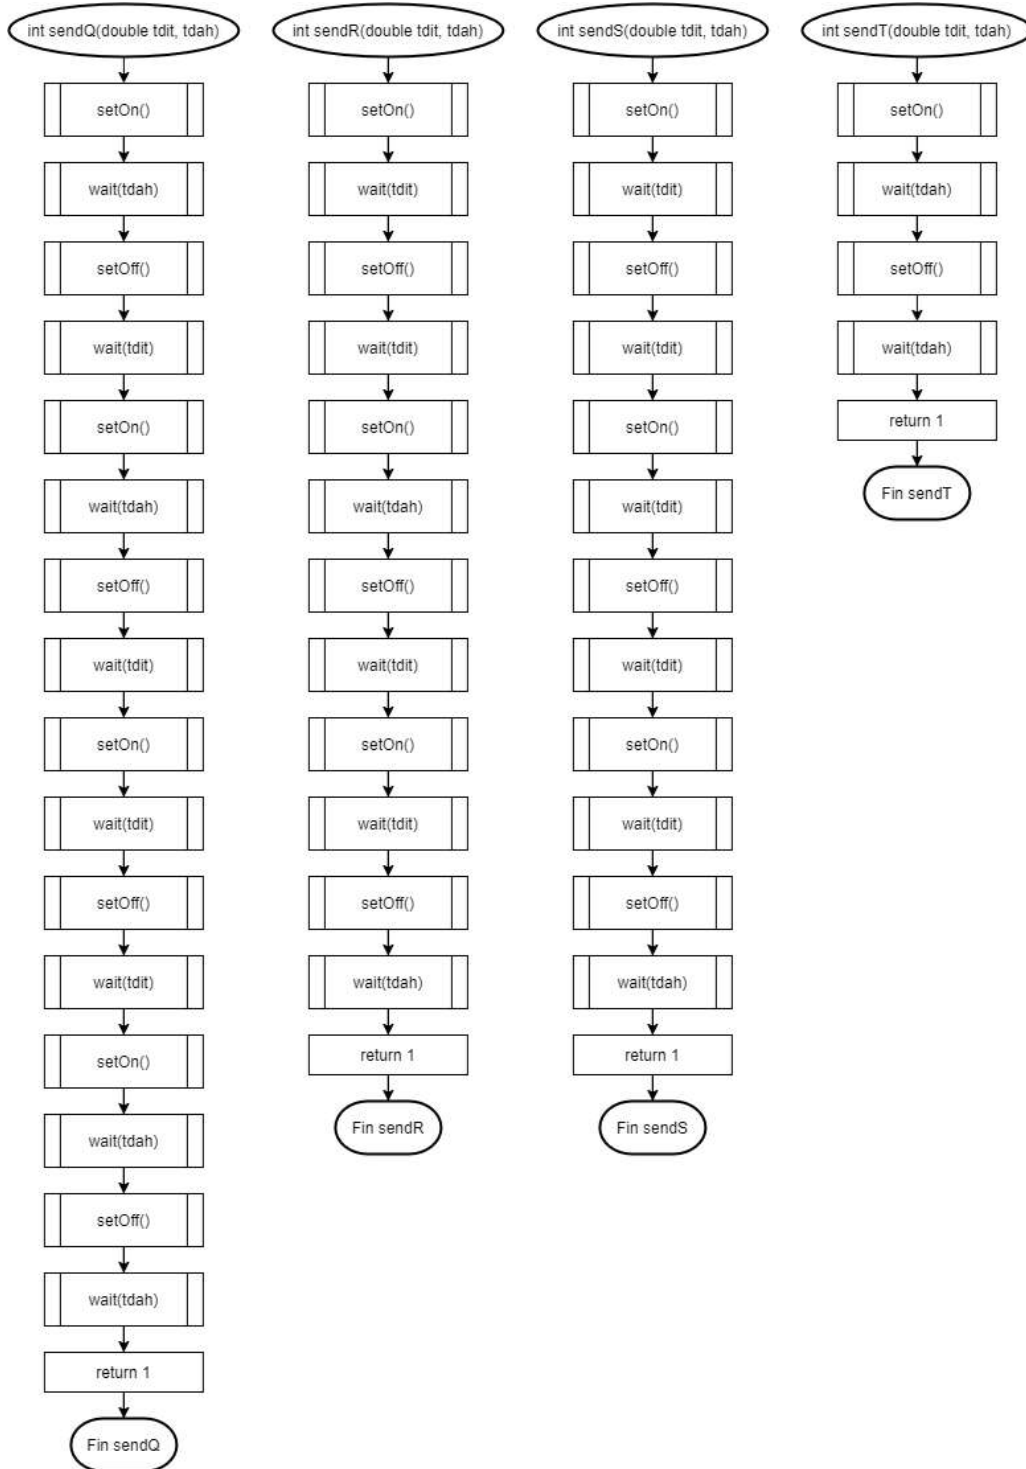 int sendQ(double tdit, tdah)
setOn()
wait(tdah)
setOff()
wait(tdit)
setOn()
wait(tdah)
setOff()
wait(tdit)
setOn()
wait(tdit)
setOff()
wait(tdit)
setOn()
wait(tdah)
setOff()
wait(tdah)
return 1
Fin sendQ
int sendR(double tdit, tdah)
setOn()
wait(tdit)
setOff()
wait(tdit)
setOn()
wait(tdah)
setOff()
wait(tdit)
setOn()
wait(tdit)
setOff()
wait(tdah)
return 1
Fin sendR
int sendS(double tdit, tdah)
setOn()
wait(tdit)
setOff()
wait(tdit)
setOn()
wait(tdit)
setOff()
wait(tdit)
setOn()
wait(tdit)
setOff()
wait(tdah)
return 1
Fin sendS
int sendT(double tdit, tdah)
setOn()
wait(tdah)
setOff()
wait(tdah)
return 1
Fin sendT